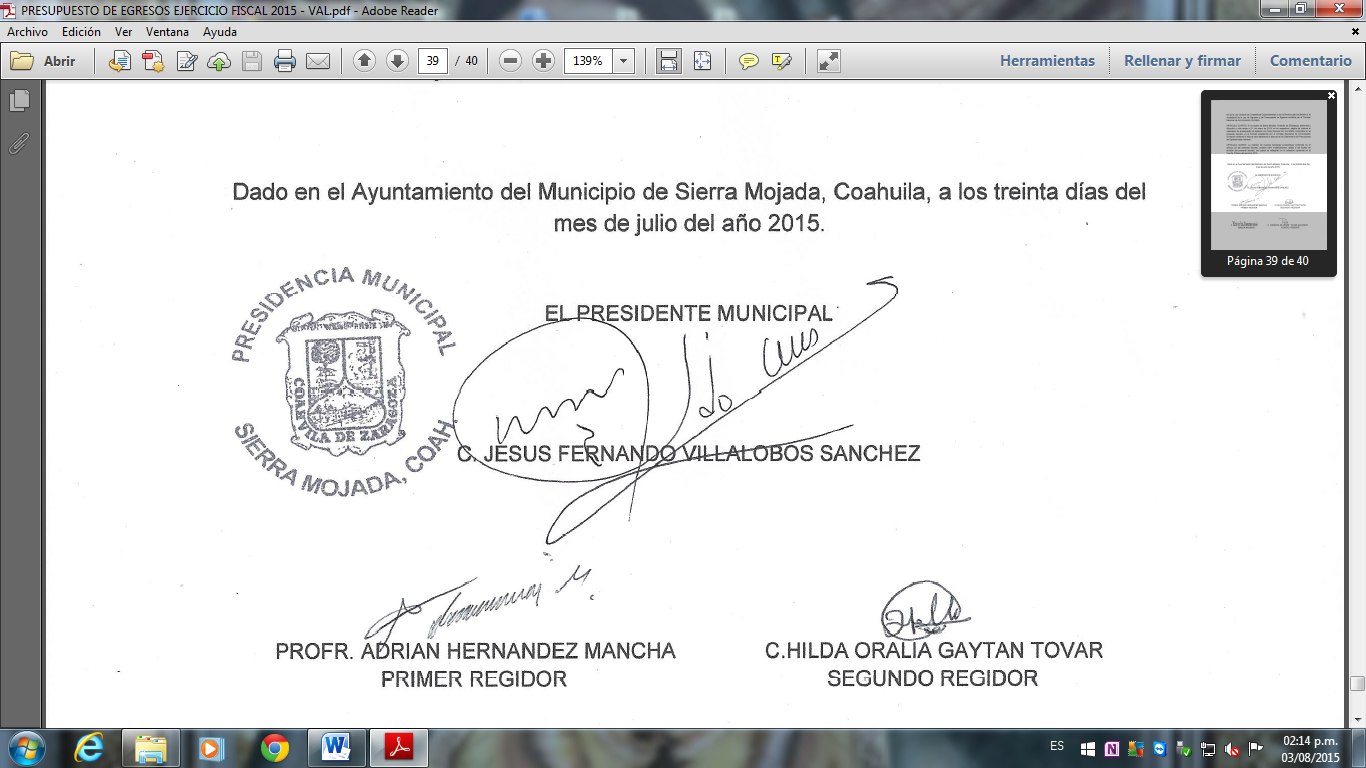 PRESUPUESTO DE EGRESOS EJERCICIO FISCAL 2015 - VAL.pdf - Adobe Reader
Archivo Edición Ver Ventana Ayuda
Abrir 39 / 40 139% Herramientas Rellenar y firmar Comentario
Página 39 de 40
Dado en el Ayuntamiento del Municipio de Sierra Mojada, Coahuila, a los treinta días del
mes de julio del año 2015.
PRESIDENCIA MUNICIPAL
COAHVILA DE ZARAGOZA
SIERRA MOJADA, COAH.
EL PRESIDENTE MUNICIPAL
C. JESUS FERNANDO VILLALOBOS SANCHEZ
PROFR. ADRIAN HERNANDEZ MANCHA
PRIMER REGIDOR
C.HILDA ORALIA GAYTAN TOVAR
SEGUNDO REGIDOR
ES
02:14 p.m.
03/08/2015